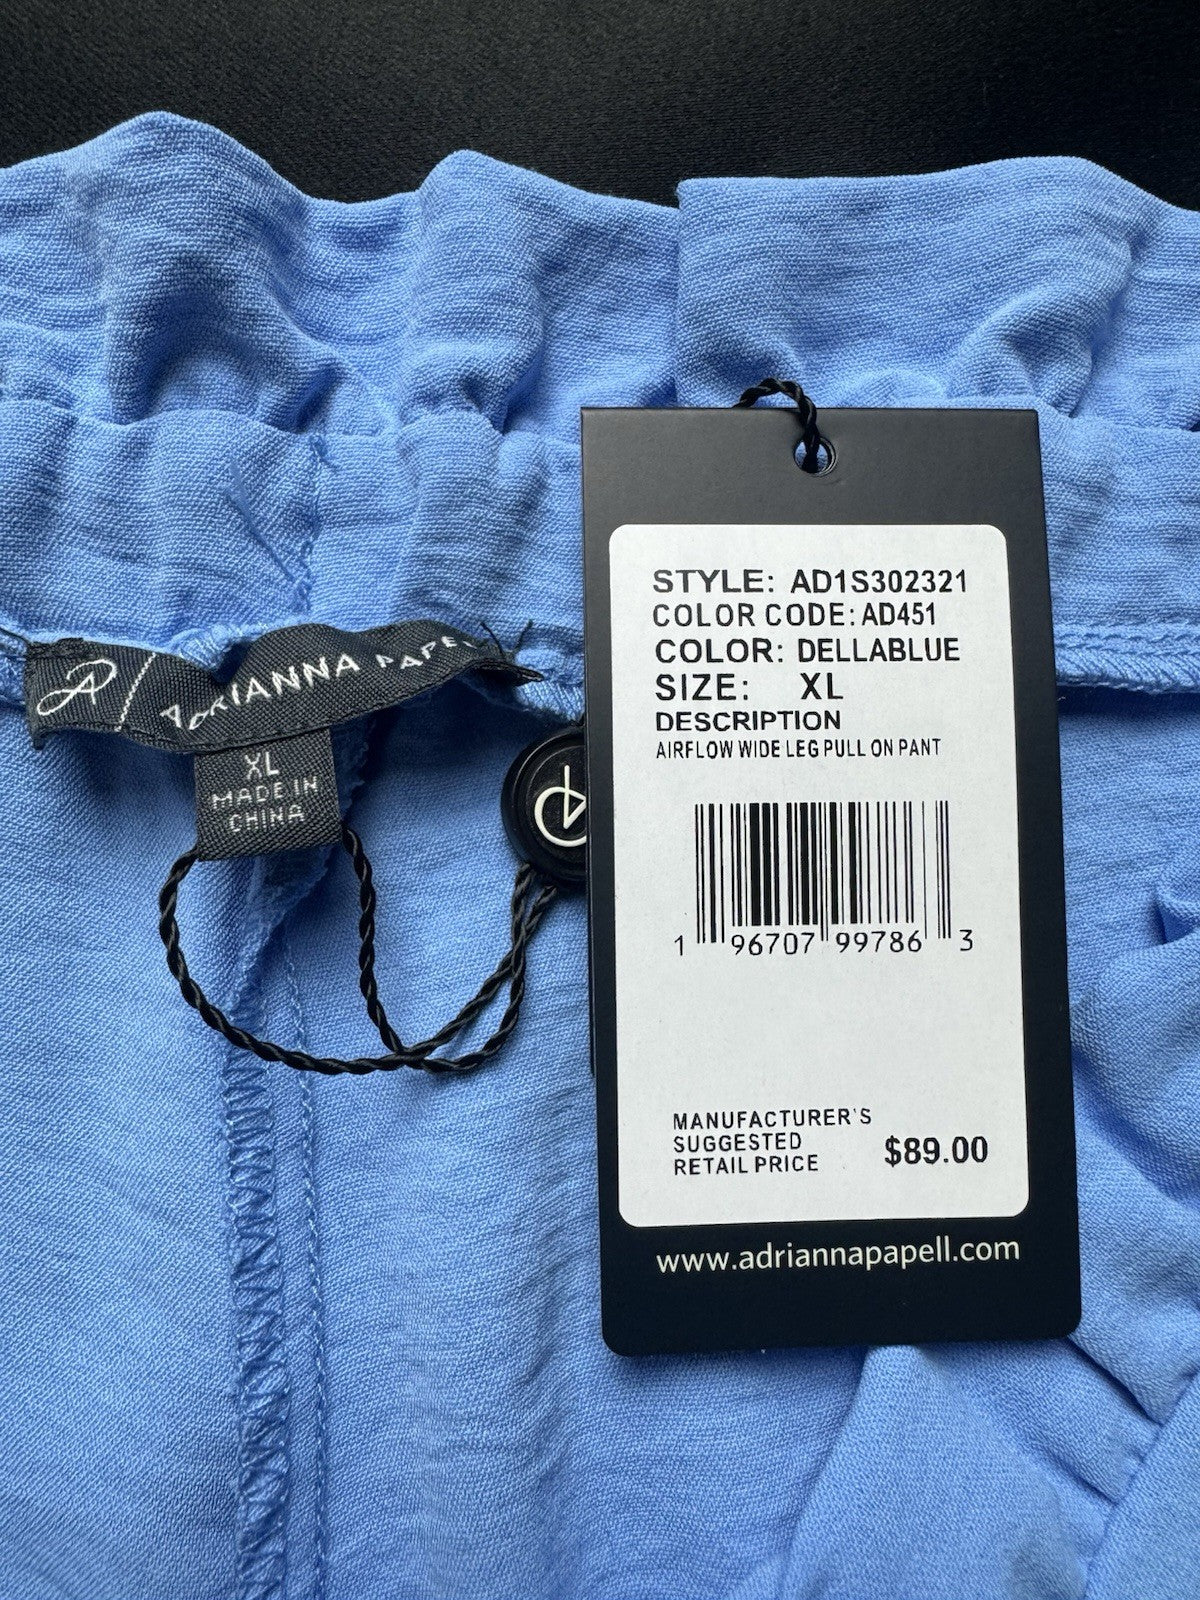 STYLE: AD1S302321
COLOR CODE: AD451
COLOR: DELLABLUE
SIZE: XL
DESCRIPTION
AIRFLOW WIDE LEG PULL ON PANT
1 96707 99786 3
MANUFACTURER'S
SUGGESTED
RETAIL PRICE $89.00
www.adriannapapell.com
ADRIANNA PAPELL
XL
MADE IN
CHINA